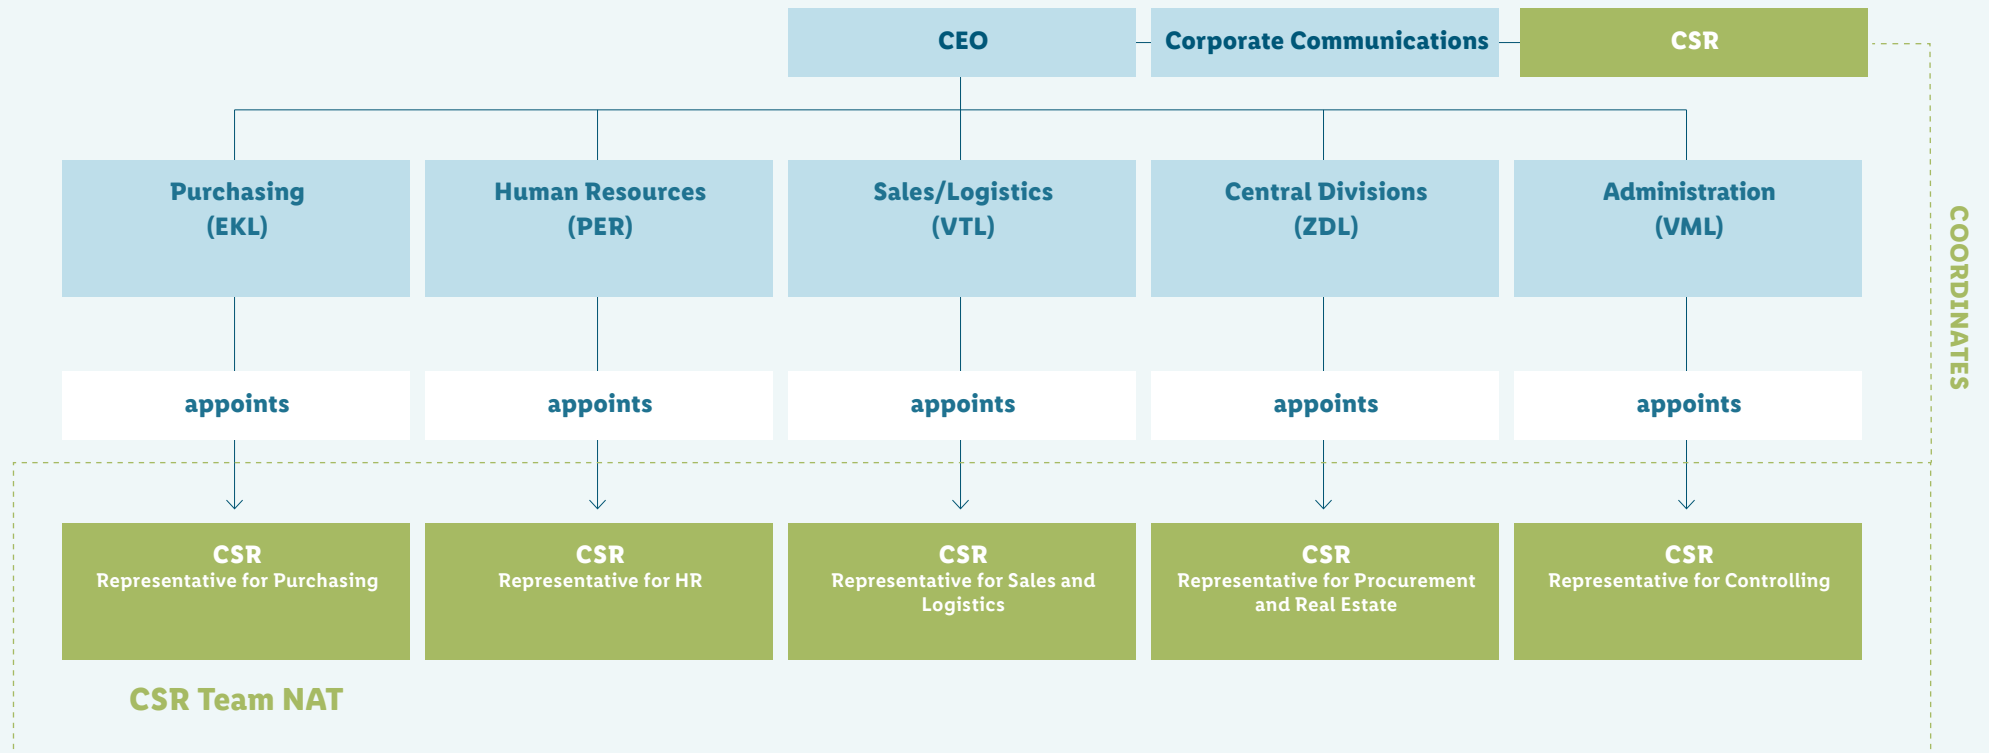 CEO
Corporate Communications
CSR
Purchasing
(EKL)
Human Resources
(PER)
Sales/Logistics
(VTL)
Central Divisions
(ZDL)
Administration
(VML)
COORDINATES
appoints
appoints
appoints
appoints
appoints
CSR
Representative for Purchasing
CSR
Representative for HR
CSR
Representative for Sales and
Logistics
CSR
Representative for Procurement
and Real Estate
CSR
Representative for Controlling
CSR Team NAT